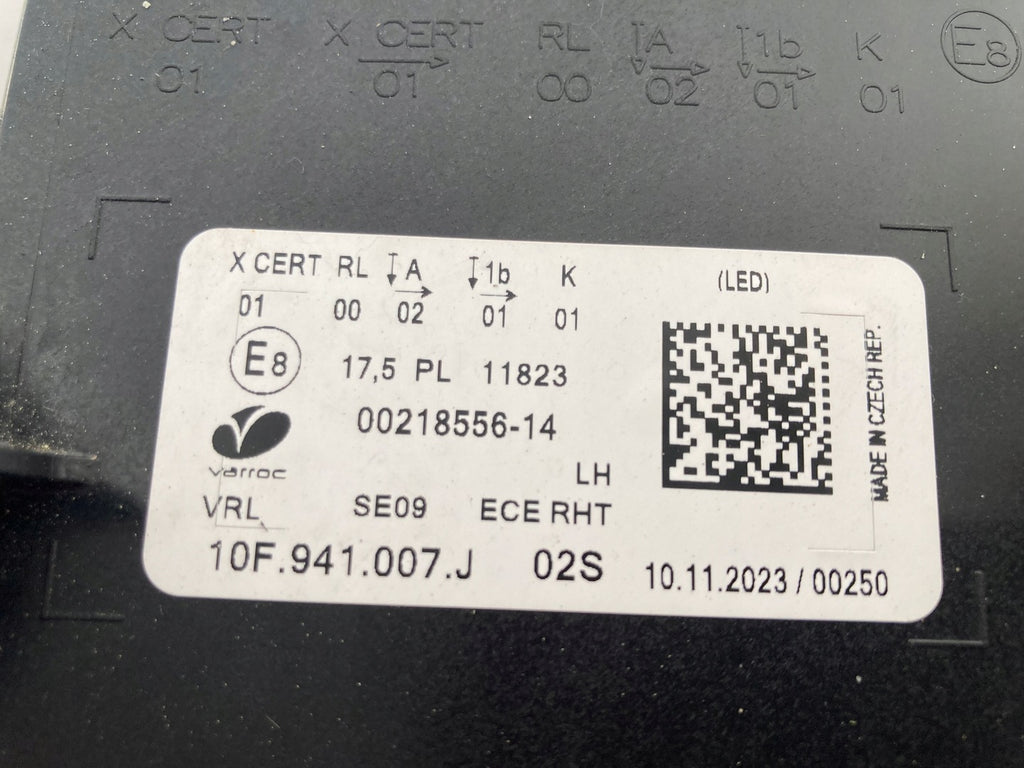 X CERT X CERT RL A 1b K E8
01 01 00 02 01 01
X CERT RL A 1b K (LED)
01 00 02 01 01
E8 17,5 PL 11823
00218556-14
varroc
LH
VRL SE09 ECE RHT
10F.941.007.J 02S 10.11.2023 / 00250
MADE IN CZECH REP.